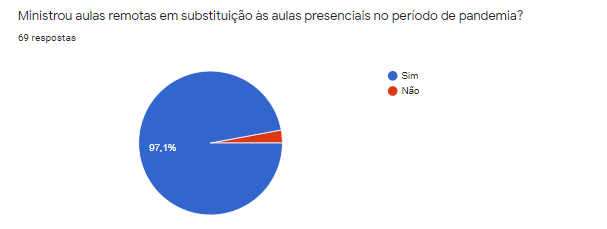 Ministrou aulas remotas em substituição às aulas presenciais no período de pandemia?
69 respostas
Sim
Não
97,1%